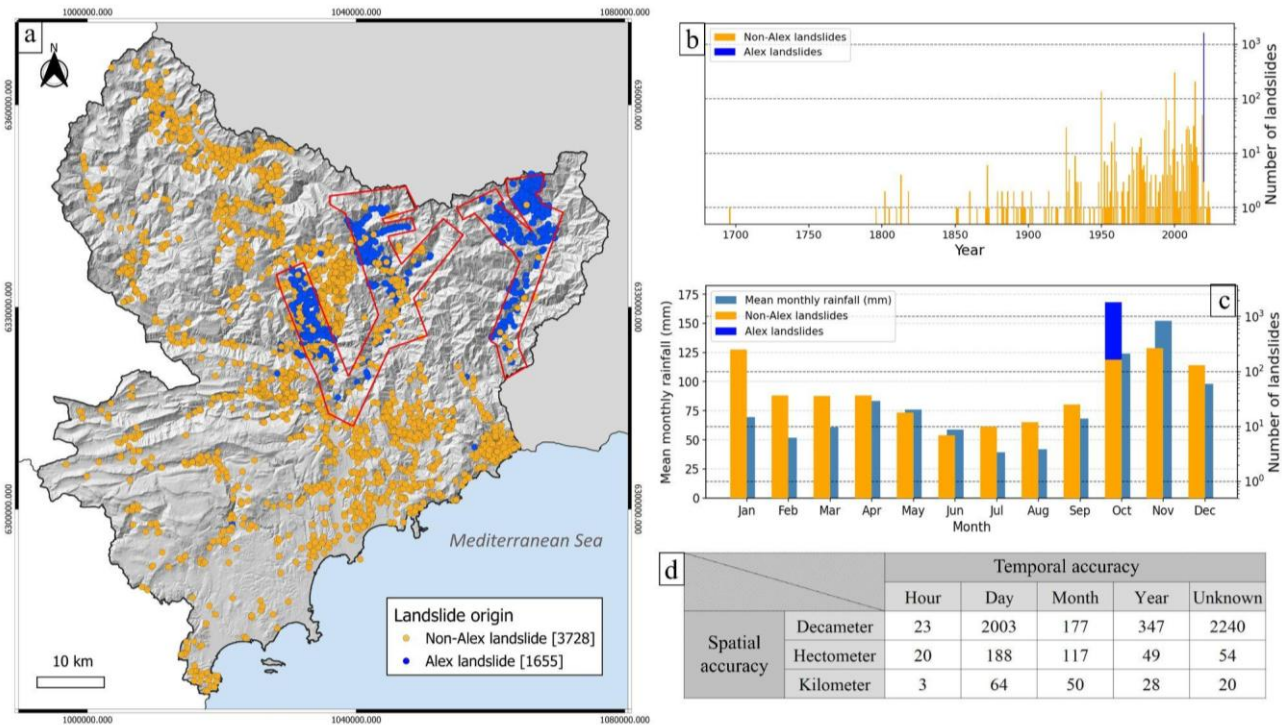 a
1000000.000 1040000.000 1080000.000
N
6360000.000 6360000.000
6330000.000 6330000.000
6300000.000 6300000.000
Mediterranean Sea
Landslide origin
Non-Alex landslide [3728]
Alex landslide [1655]
10 km
1000000.000 1040000.000 1080000.000
b
Non-Alex landslides
Alex landslides
10³
10²
10¹
10⁰
Number of landslides
1700 1800 1850 1900 1950 2000
Year
c
Mean monthly rainfall (mm)
Non-Alex landslides
Alex landslides
175
150
125
100
75
50
25
0
Mean monthly rainfall (mm)
10³
10²
10¹
10⁰
Number of landslides
Jan Feb Mar Apr May Jun Jul Aug Sep Oct Nov Dec
Month
d
Temporal accuracy
Hour Day Month Year Unknown
Spatial accuracy
Decameter 23 2003 177 347 2240
Hectometer 20 188 117 49 54
Kilometer 3 64 50 28 20